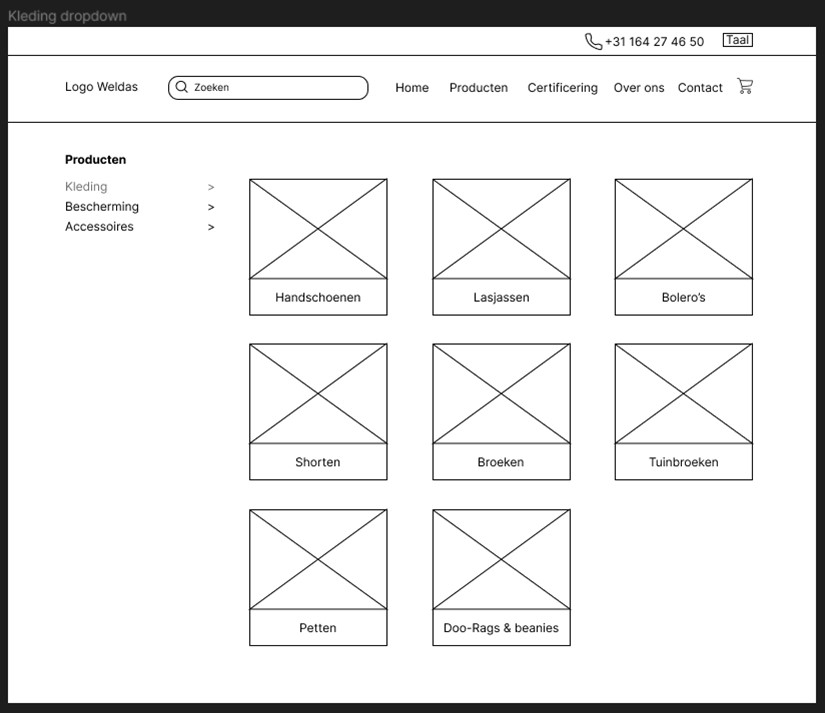 Kleding dropdown
+31 164 27 46 50 Taal
Logo Weldas Zoeken Home Producten Certificering Over ons Contact
Producten
Kleding >
Bescherming >
Accessoires >
Handschoenen Lasjassen Bolero’s
Shorten Broeken Tuinbroeken
Petten Doo-Rags & beanies